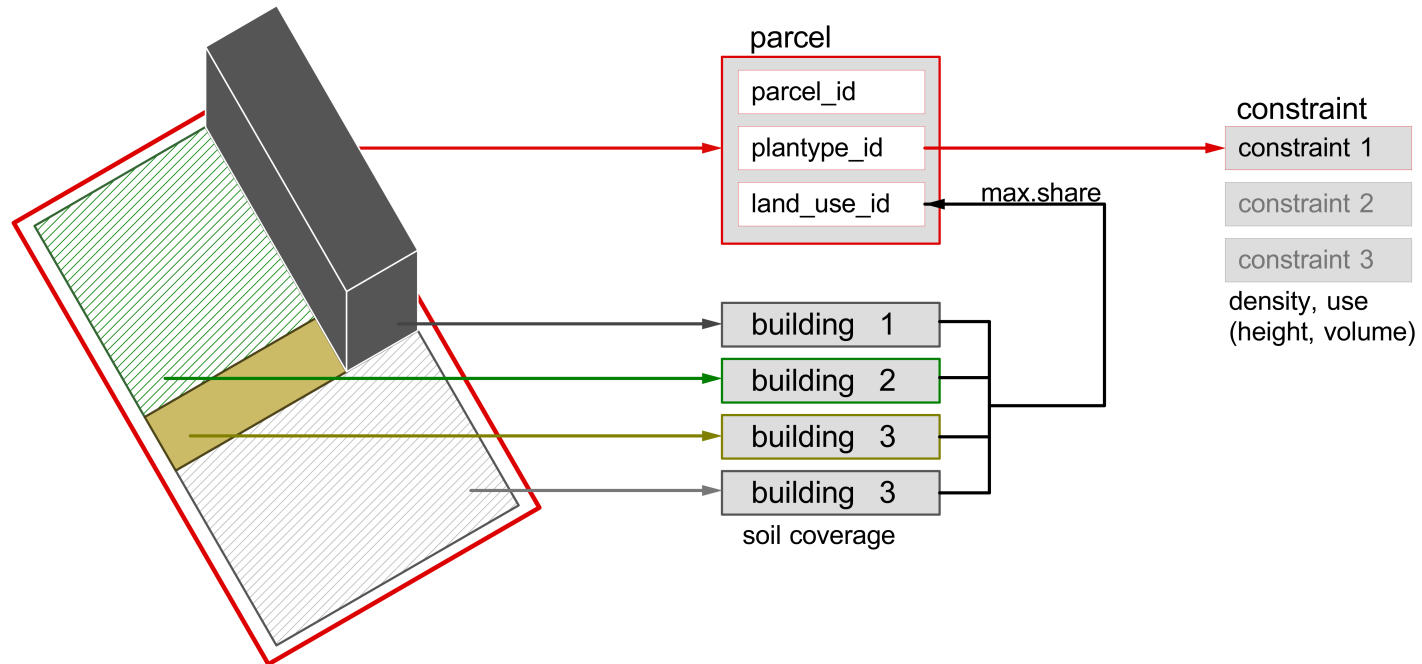 parcel
parcel_id
plantype_id
land_use_id
max.share
constraint
constraint 1
constraint 2
constraint 3
density, use
(height, volume)
building 1
building 2
building 3
building 3
soil coverage